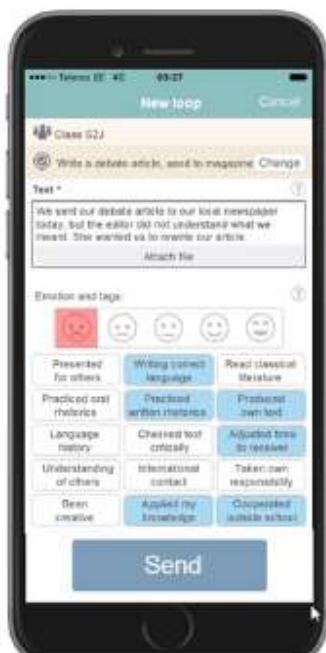 Telenor SE 4G 09:27
New loop Cancel
Class S2J
Write a debate article, send to magazine Change
Text *
We sent our debate article to our local newspaper
today, but the editor did not understand what we
meant. She wanted us to rewrite our article.
Attach file
Emotion and tags:
Presented for others
Writing correct language
Read classical literature
Practiced oral rhetorics
Practiced written rhetorics
Produced own text
Language history
Checked text critically
Adjusted time to receiver
Understanding of others
International contact
Taken own responsibility
Been creative
Applied my knowledge
Cooperated outside school
Send